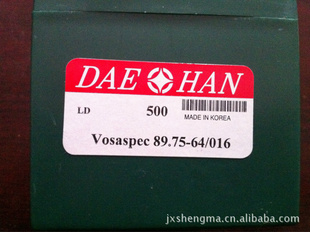 DAE HAN
LD 500
MADE IN KOREA
Vosaspec 89.75-64/016
jxshengma.cn.alibaba.com